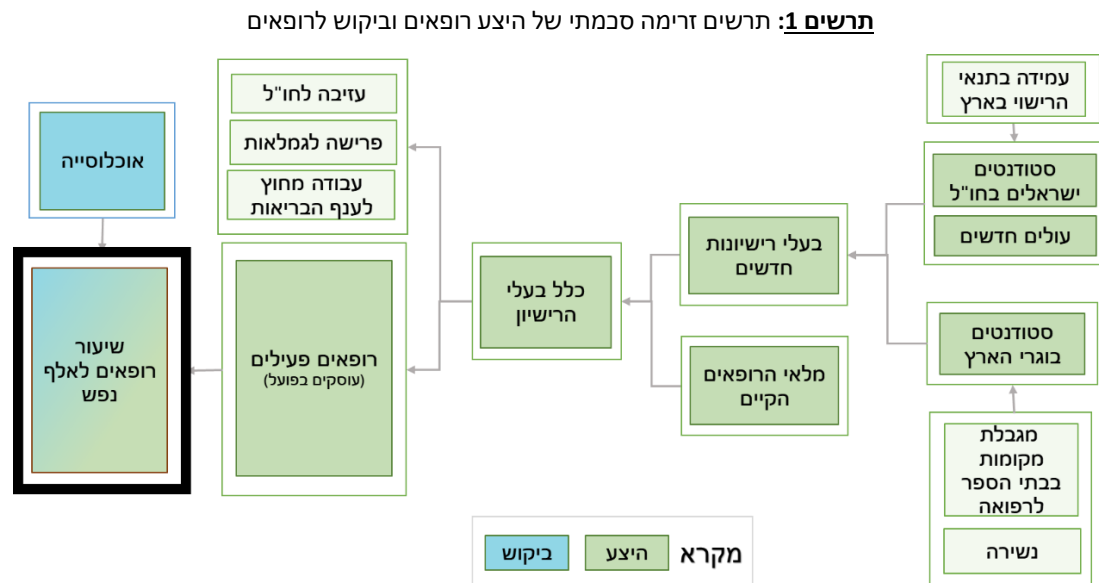 תרשים 1: תרשים זרימה סכמתי של היצע רופאים וביקוש לרופאים
עמידה בתנאי
הרישוי בארץ
סטודנטים
ישראלים בחו"ל
עולים חדשים
סטודנטים
בוגרי הארץ
מגבלת
מקומות
בבתי הספר
לרפואה
נשירה
בעלי רישיונות
חדשים
מלאי הרופאים
הקיים
כלל בעלי
הרישיון
עזיבה לחו"ל
פרישה לגמלאות
עבודה מחוץ
לענף הבריאות
רופאים פעילים
(עוסקים בפועל)
אוכלוסייה
שיעור
רופאים לאלף
נפש
מקרא
היצע
ביקוש